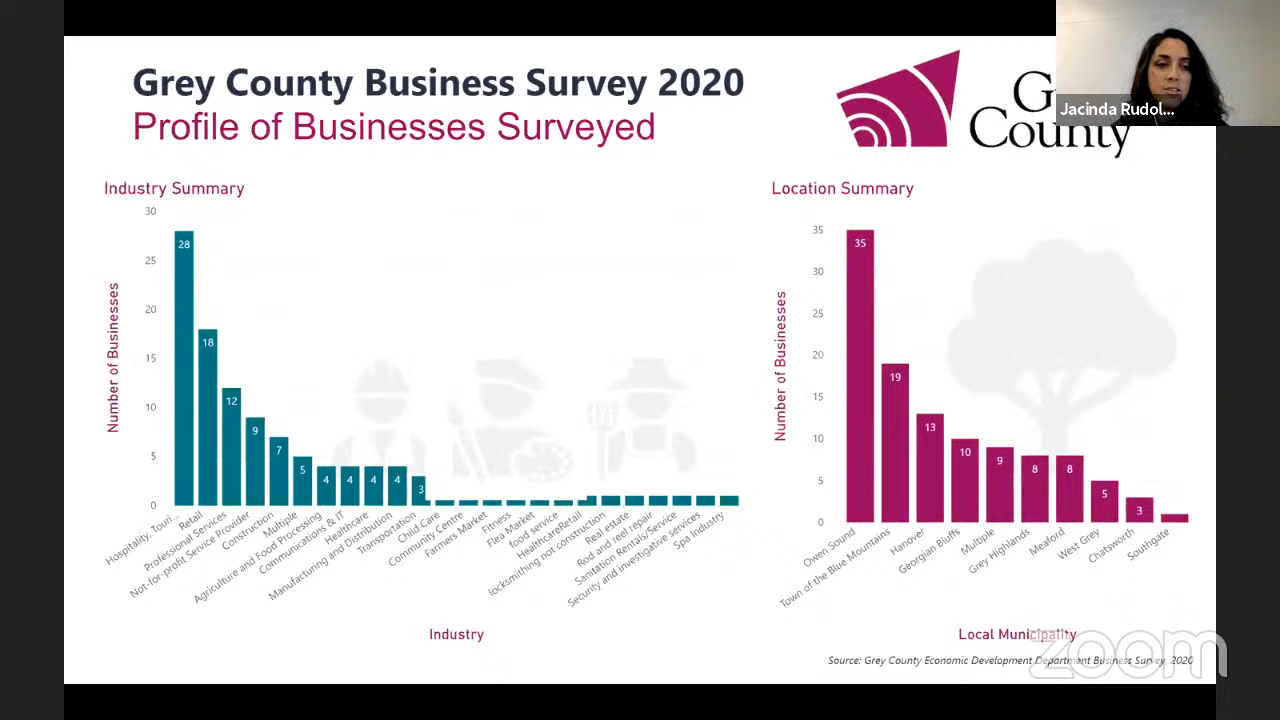 Grey County Business Survey 2020
Profile of Businesses Surveyed
G
County
Jacinda Rudol...
Industry Summary
Number of Businesses
30
25
20
15
10
5
0
28
18
12
9
7
5
4
4
4
4
3
Hospitality, Touri...
Retail
Professional Services
Not-for-profit Service Provider
Construction
Multiple
Agriculture and Food Processing
Communications & IT
Healthcare
Manufacturing and Distribution
Transportation
Child Care
Community Centre
Farmers Market
Fitness
Flea Market
food service
HealthcareRetail
locksmithing not construction
Real estate
Rod and reel repair
Sanitation Rentals/Service
Security and investigative services
Spa Industry
Industry
Location Summary
Number of Businesses
35
30
25
20
15
10
5
0
35
19
13
10
9
8
8
5
3
Owen Sound
Town of the Blue Mountains
Hanover
Georgian Bluffs
Multiple
Grey Highlands
Meaford
West Grey
Chatsworth
Southgate
Local Municipality
Source: Grey County Economic Development Department Business Survey, 2020
zoom